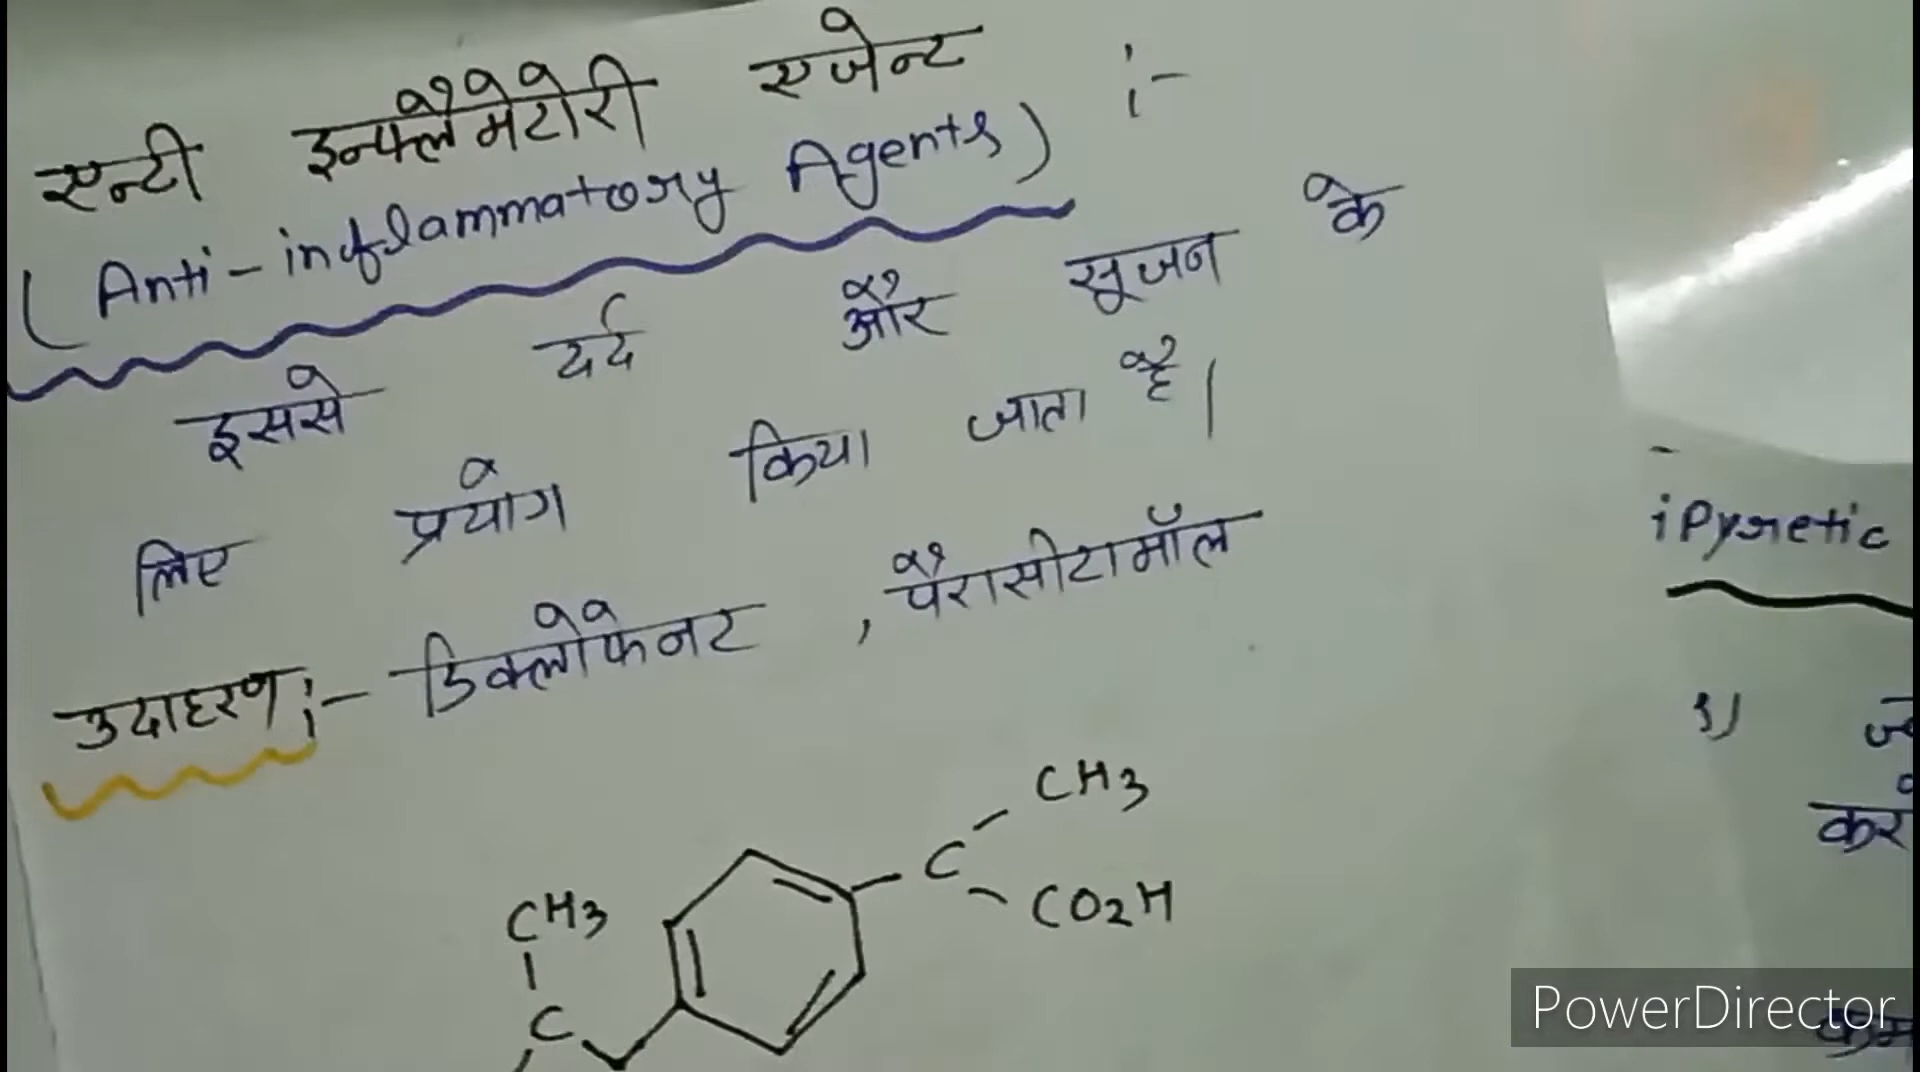 एन्टी इन्फ्लैमेटोरी एजेन्ट :-
(Anti-inflammatory Agents)
इससे दर्द और सूजन के
लिए प्रयोग किया जाता है।
उदाहरण:- डिक्लोफेनट, पैरासीटामॉल
CH3
C
CO2H
CH3
C
iPyretic
1)
PowerDirector